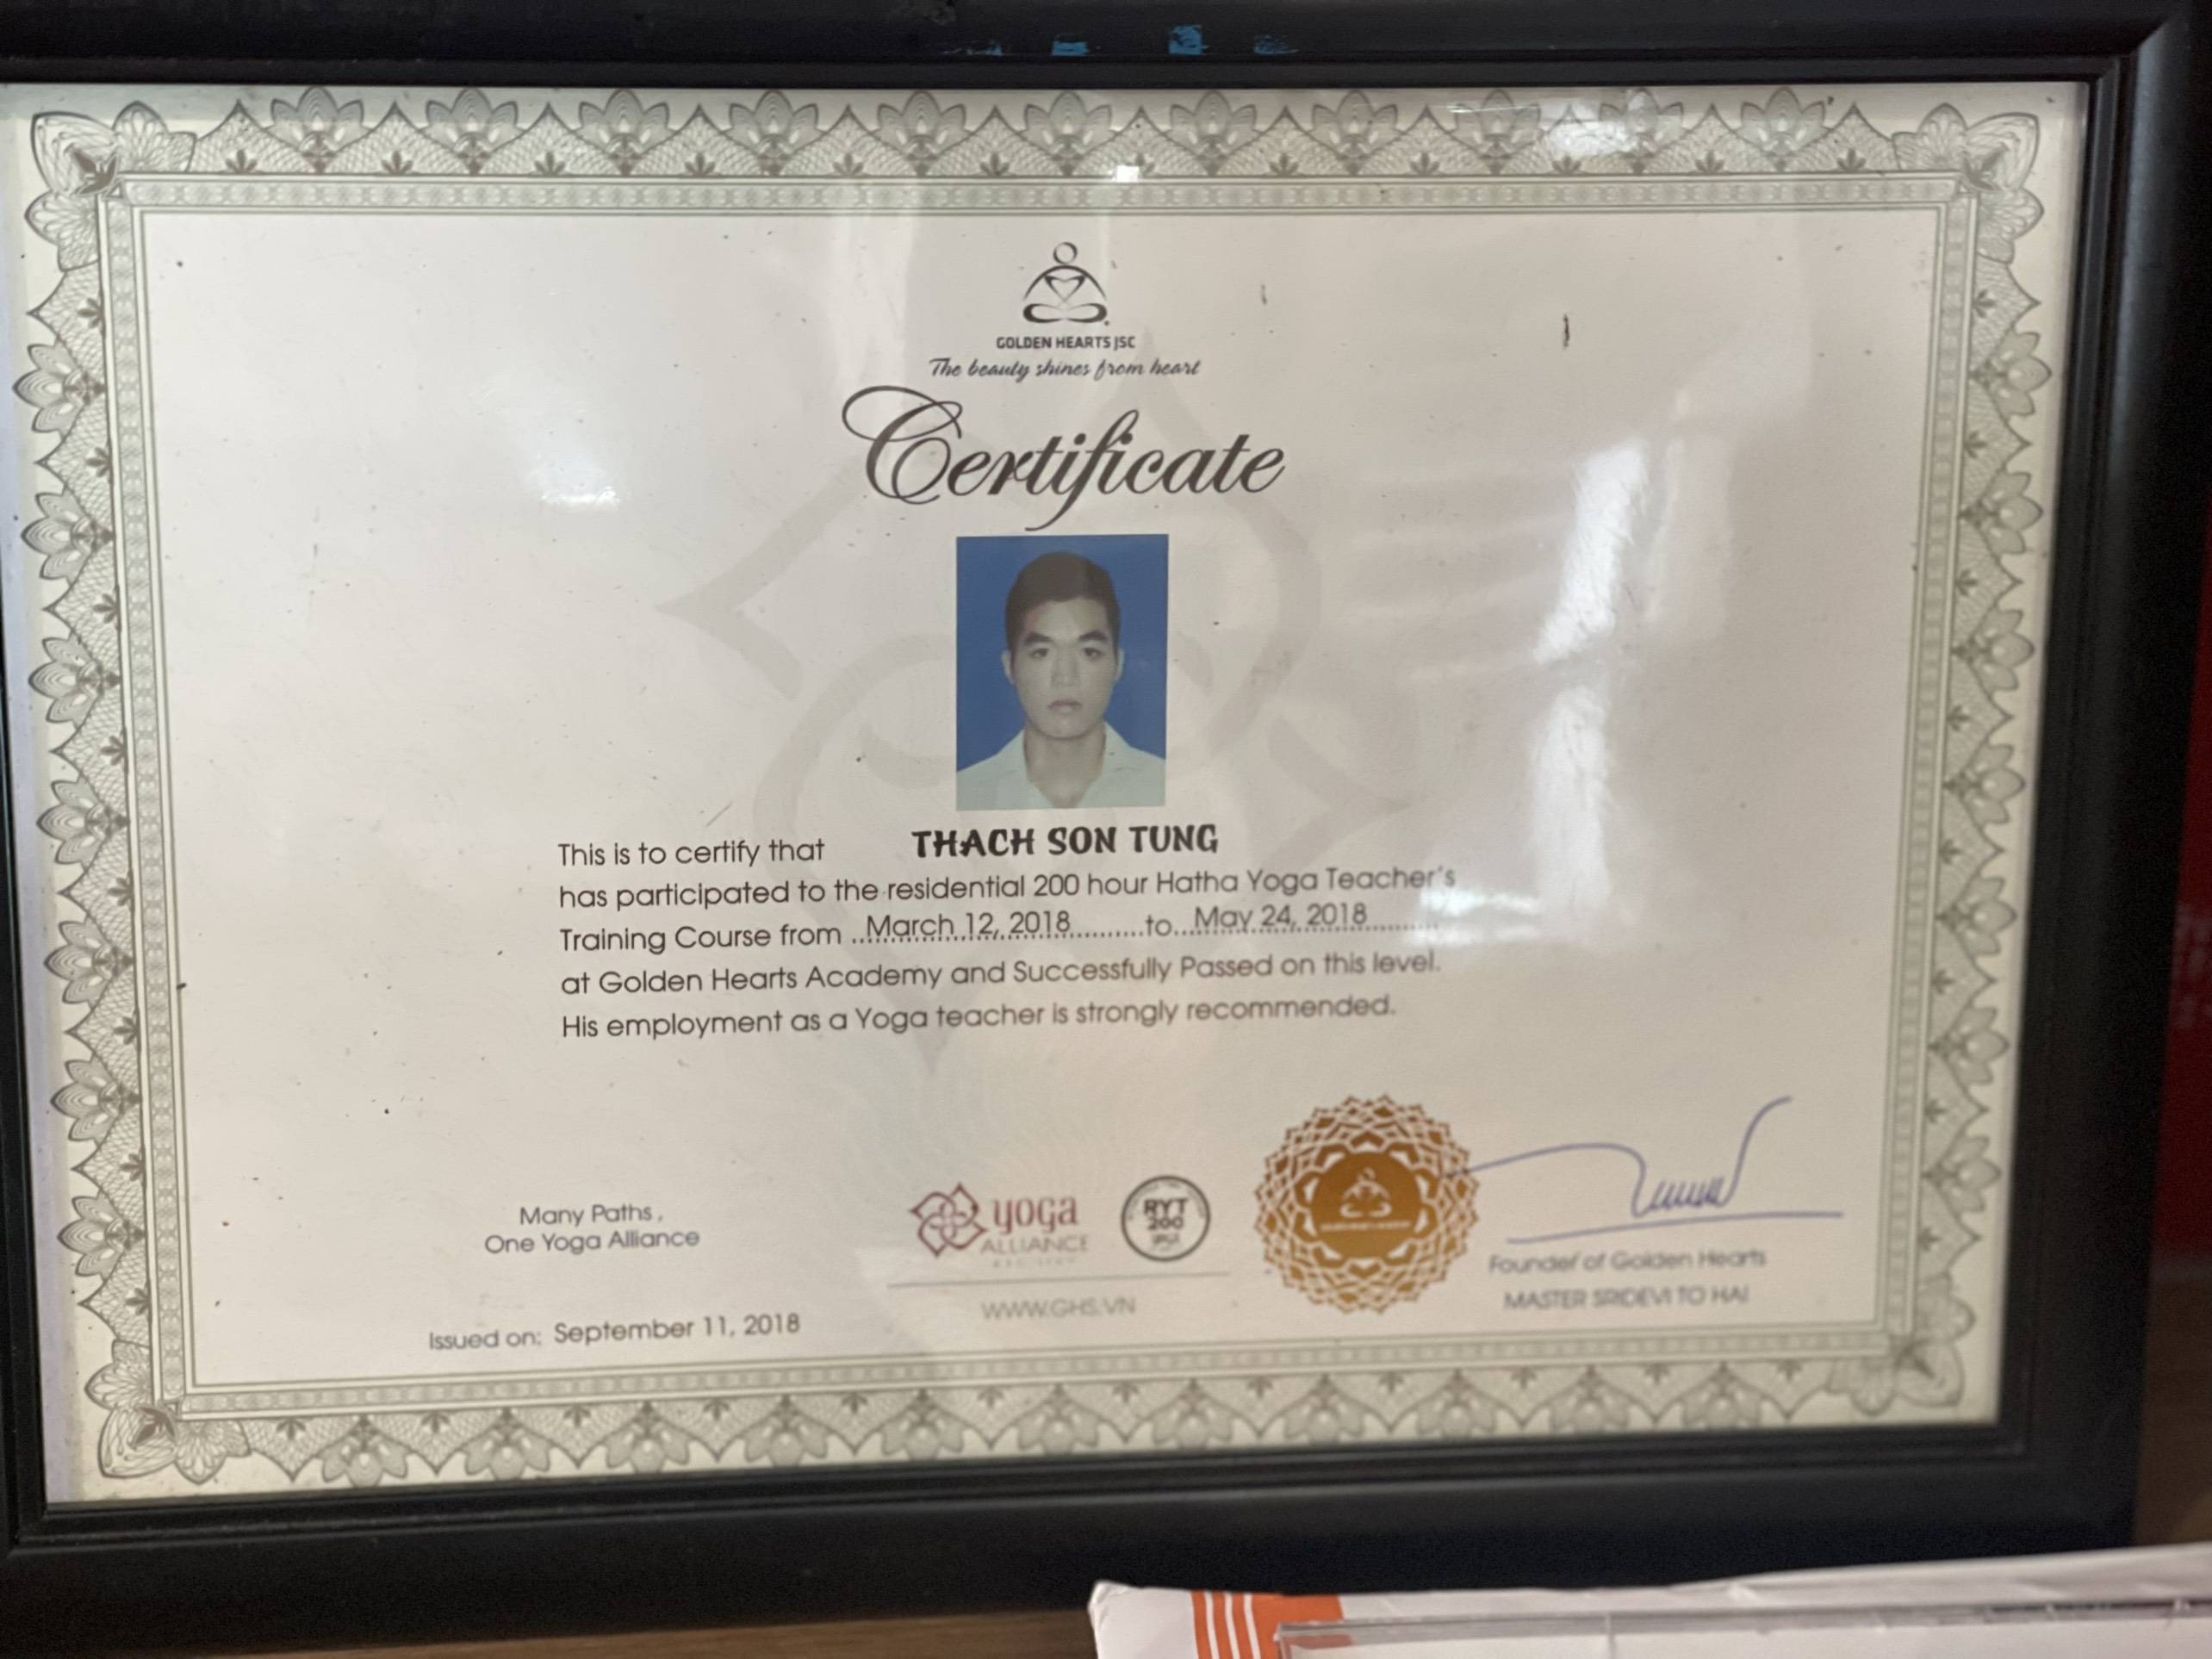 GOLDEN HEARTS JSC
The beauty shines from heart
Certificate
This is to certify that THACH SON TUNG
has participated to the residential 200 hour Hatha Yoga Teacher's
Training Course from ..March 12, 2018..........to...May 24, 2018..........
at Golden Hearts Academy and Successfully Passed on this level.
His employment as a Yoga teacher is strongly recommended.
Many Paths,
One Yoga Alliance
yoga
ALLIANCE
RYT
200
Founder of Golden Hearts
MASTER SRIDEVI TO HAI
WWW.GHS.VN
Issued on: September 11, 2018